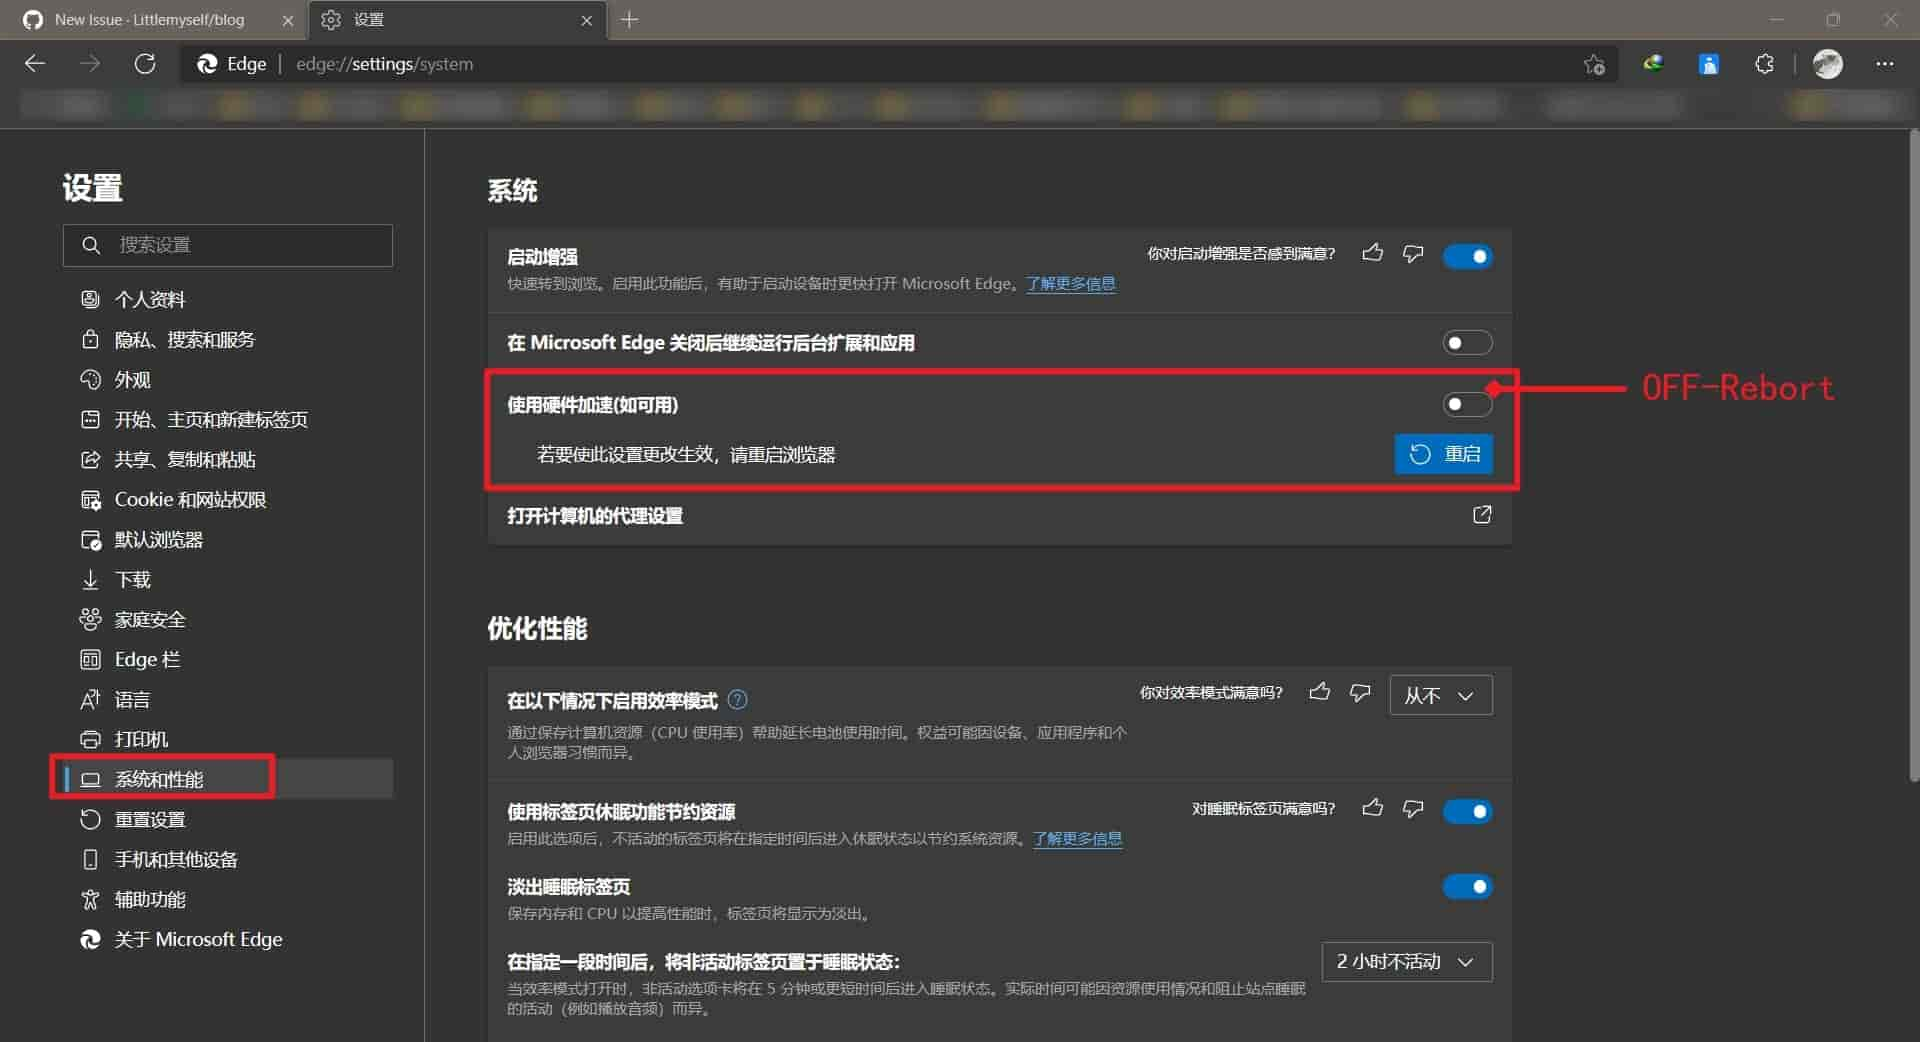 New Issue · Littlemyself/blog
设置
Edge
edge://settings/system
设置
搜索设置
个人资料
隐私、搜索和服务
外观
开始、主页和新建标签页
共享、复制和粘贴
Cookie 和网站权限
默认浏览器
下载
家庭安全
Edge 栏
语言
打印机
系统和性能
重置设置
手机和其他设备
辅助功能
关于 Microsoft Edge
系统
启动增强
你对启动增强是否感到满意?
快速转到浏览。启用此功能后，有助于启动设备时更快打开 Microsoft Edge。了解更多信息
在 Microsoft Edge 关闭后继续运行后台扩展和应用
使用硬件加速(如可用)
OFF-Rebort
若要使此设置更改生效，请重启浏览器
重启
打开计算机的代理设置
优化性能
在以下情况下启用效率模式
你对效率模式满意吗?
从不
通过保存计算机资源（CPU 使用率）帮助延长电池使用时间。权益可能因设备、应用程序和个
人浏览器习惯而异。
使用标签页休眠功能节约资源
对睡眠标签页满意吗?
启用此选项后，不活动的标签页将在指定时间后进入休眠状态以节约系统资源。了解更多信息
淡出睡眠标签页
保存内存和 CPU 以提高性能时，标签页将显示为淡出。
在指定一段时间后，将非活动标签页置于睡眠状态:
2 小时不活动
当效率模式打开时，非活动选项卡将在 5 分钟或更短时间后进入睡眠状态。实际时间可能因资源使用情况和阻止站点睡眠
的活动（例如播放音频）而异。